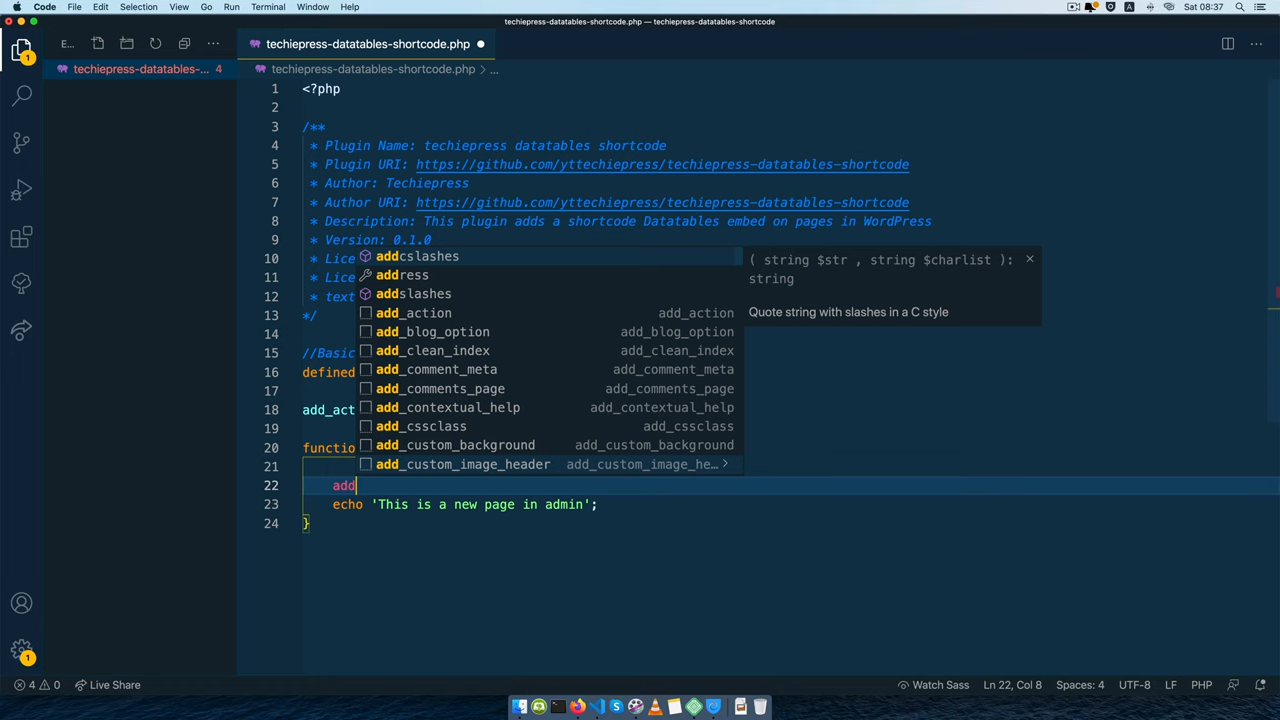 Code File Edit Selection View Go Run Terminal Window Help Sat 08:37
techiepress-datatables-shortcode.php — techiepress-datatables-shortcode
E... techiepress-datatables-shortcode.php
techiepress-datatables-... 4 techiepress-datatables-shortcode.php > ...
1 <?php
2
3 /**
4 * Plugin Name: techiepress datatables shortcode
5 * Plugin URI: https://github.com/yttechiepress/techiepress-datatables-shortcode
6 * Author: Techiepress
7 * Author URI: https://github.com/yttechiepress/techiepress-datatables-shortcode
8 * Description: This plugin adds a shortcode Datatables embed on pages in WordPress
9 * Version: 0.1.0
10 * Lice
11 * Lice
12 * text
13 */
14
15 //Basic
16 defined
17
18 add_act
19
20 functio
21
22 add
23 echo 'This is a new page in admin';
24 }
addcslashes
address
addslashes
add_action add_action
add_blog_option add_blog_option
add_clean_index add_clean_index
add_comment_meta add_comment_meta
add_comments_page add_comments_page
add_contextual_help add_contextual_help
add_cssclass add_cssclass
add_custom_background add_custom_background
add_custom_image_header add_custom_image_he… >
( string $str , string $charlist ):
string
Quote string with slashes in a C style
1
1
4 0 Live Share Watch Sass Ln 22, Col 8 Spaces: 4 UTF-8 LF PHP